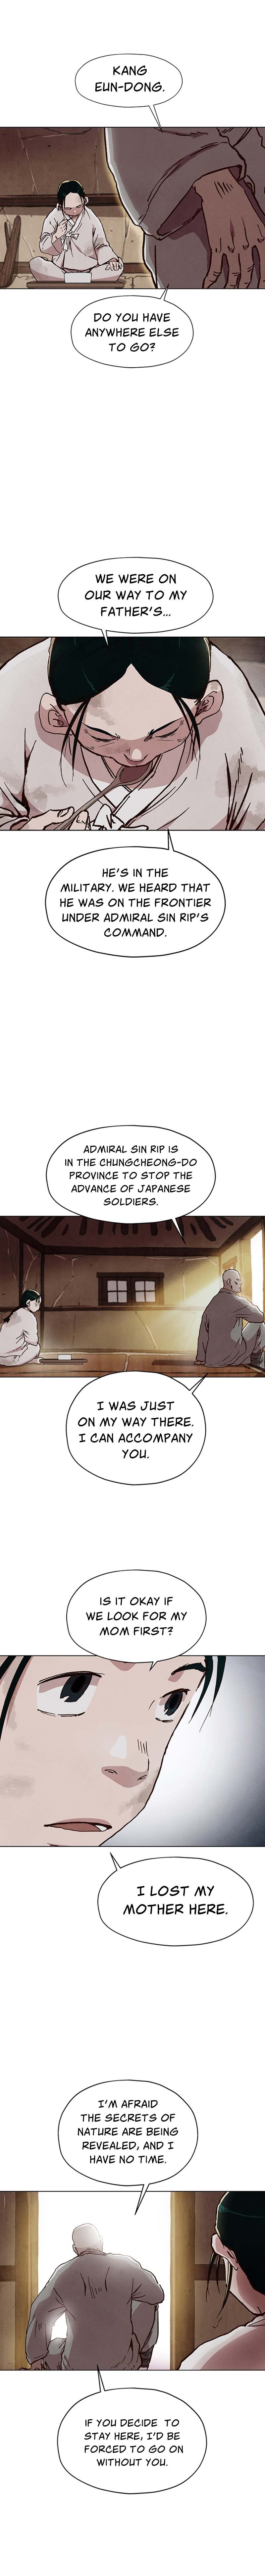 KANG
EUN-DONG.
DO YOU HAVE
ANYWHERE ELSE
TO GO?
WE WERE ON
OUR WAY TO MY
FATHER'S...
HE'S IN THE
MILITARY. WE HEARD THAT
HE WAS ON THE FRONTIER
UNDER ADMIRAL SIN RIP'S
COMMAND.
ADMIRAL SIN RIP IS
IN THE CHUNGCHEONG-DO
PROVINCE TO STOP THE
ADVANCE OF JAPANESE
SOLDIERS.
I WAS JUST
ON MY WAY THERE.
I CAN ACCOMPANY
YOU.
IS IT OKAY IF
WE LOOK FOR MY
MOM FIRST?
I LOST MY
MOTHER HERE.
I'M AFRAID
THE SECRETS OF
NATURE ARE BEING
REVEALED, AND I
HAVE NO TIME.
IF YOU DECIDE TO
STAY HERE, I'D BE
FORCED TO GO ON
WITHOUT YOU.